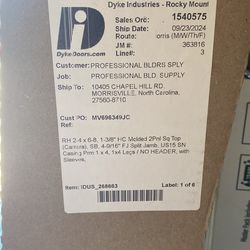 Dyke Industries - Rocky Mount
Sales Ord: 1540575
Ship Date: 09/23/2024
Route: orris (M/W/Th/F)
JM #: 363816
Line#: 3
DykeDoors.com
Customer: PROFESSIONAL BLDRS SPLY
Job: PROFESSIONAL BLD. SUPPLY
Ship To: 10405 CHAPEL HILL RD.
MORRISVILLE, North Carolina,
27560-8710
Cust PO: MV696349JC
Ref:
RH 2-4 x 6-8, 1-3/8" HC Molded 2Pnl Sq Top
(Carrara), SB, 4-9/16" FJ Split Jamb, US15 SN
Casing Prm 1 x 4, 1x4 Legs / NO HEADER, with
Sleeves,
Item: IDUS_268663
Label: 1 of 6